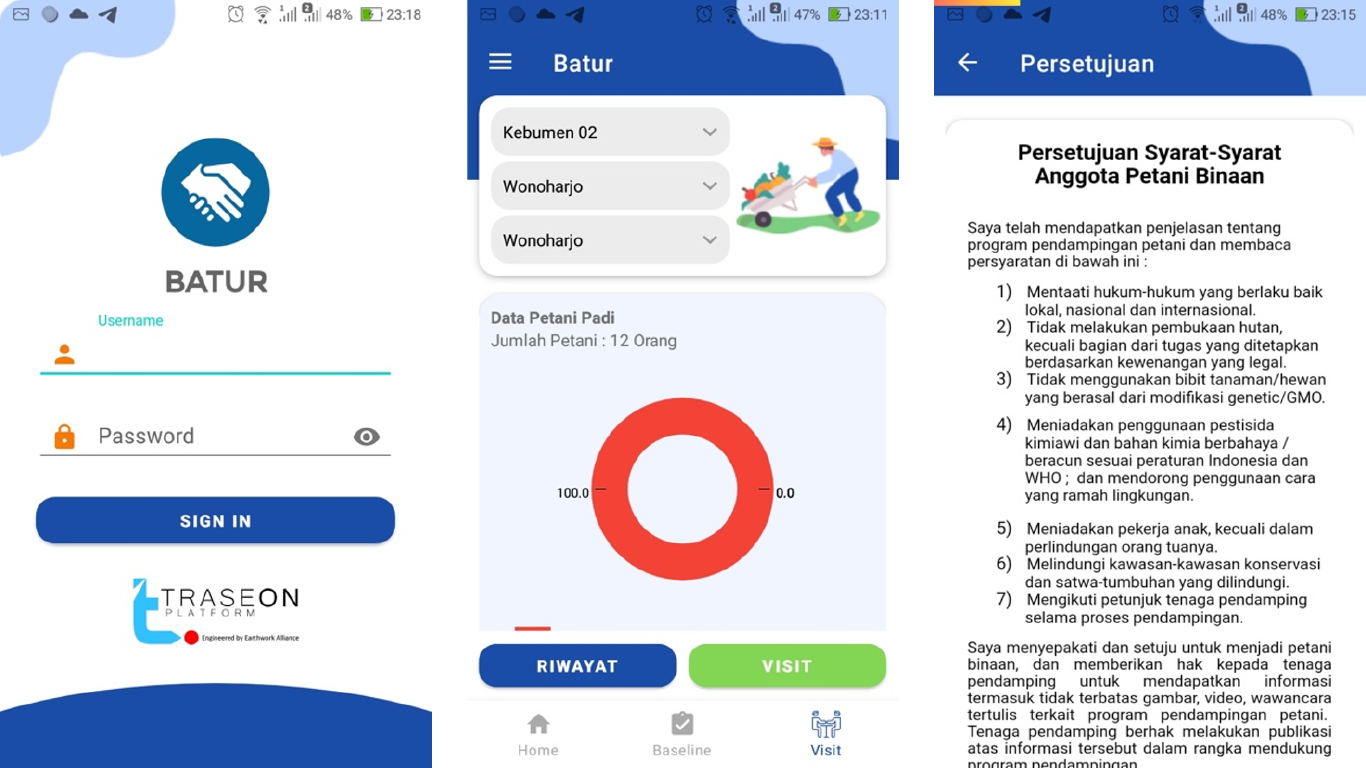 48% 23:18
BATUR
Username
Password
SIGN IN
TRASEON
PLATFORM
Engineered by Earthwork Alliance
47% 23:11
Batur
Kebumen 02
Wonoharjo
Wonoharjo
Data Petani Padi
Jumlah Petani : 12 Orang
100.0 0.0
RIWAYAT VISIT
Home Baseline Visit
48% 23:15
Persetujuan
Persetujuan Syarat-Syarat
Anggota Petani Binaan
Saya telah mendapatkan penjelasan tentang
program pendampingan petani dan membaca
persyaratan di bawah ini :
1) Mentaati hukum-hukum yang berlaku baik
lokal, nasional dan internasional.
2) Tidak melakukan pembukaan hutan,
kecuali bagian dari tugas yang ditetapkan
berdasarkan kewenangan yang legal.
3) Tidak menggunakan bibit tanaman/hewan
yang berasal dari modifikasi genetic/GMO.
4) Meniadakan penggunaan pestisida
kimiawi dan bahan kimia berbahaya /
beracun sesuai peraturan Indonesia dan
WHO ; dan mendorong penggunaan cara
yang ramah lingkungan.
5) Meniadakan pekerja anak, kecuali dalam
perlindungan orang tuanya.
6) Melindungi kawasan-kawasan konservasi
dan satwa-tumbuhan yang dilindungi.
7) Mengikuti petunjuk tenaga pendamping
selama proses pendampingan.
Saya menyepakati dan setuju untuk menjadi petani
binaan, dan memberikan hak kepada tenaga
pendamping untuk mendapatkan informasi
termasuk tidak terbatas gambar, video, wawancara
tertulis terkait program pendampingan petani.
Tenaga pendamping berhak melakukan publikasi
atas informasi tersebut dalam rangka mendukung
program pendampingan